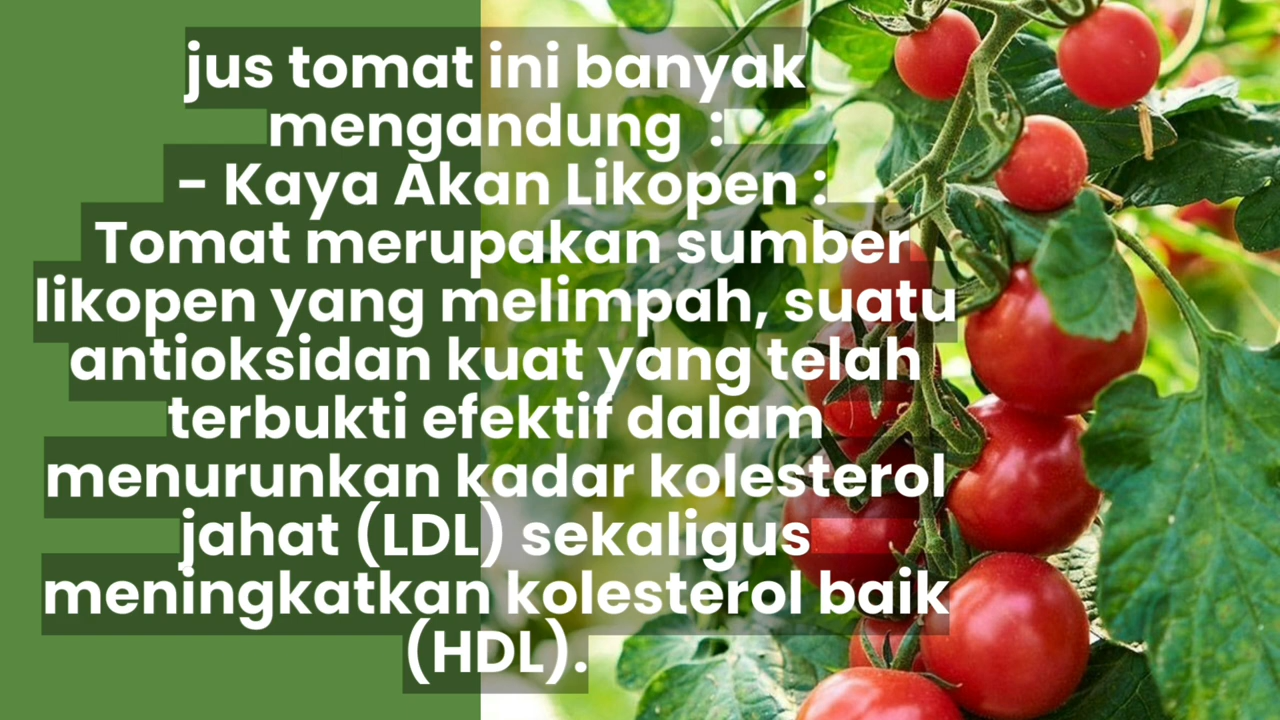 jus tomat ini banyak
mengandung :
- Kaya Akan Likopen :
Tomat merupakan sumber
likopen yang melimpah, suatu
antioksidan kuat yang telah
terbukti efektif dalam
menurunkan kadar kolesterol
jahat (LDL) sekaligus
meningkatkan kolesterol baik
(HDL).